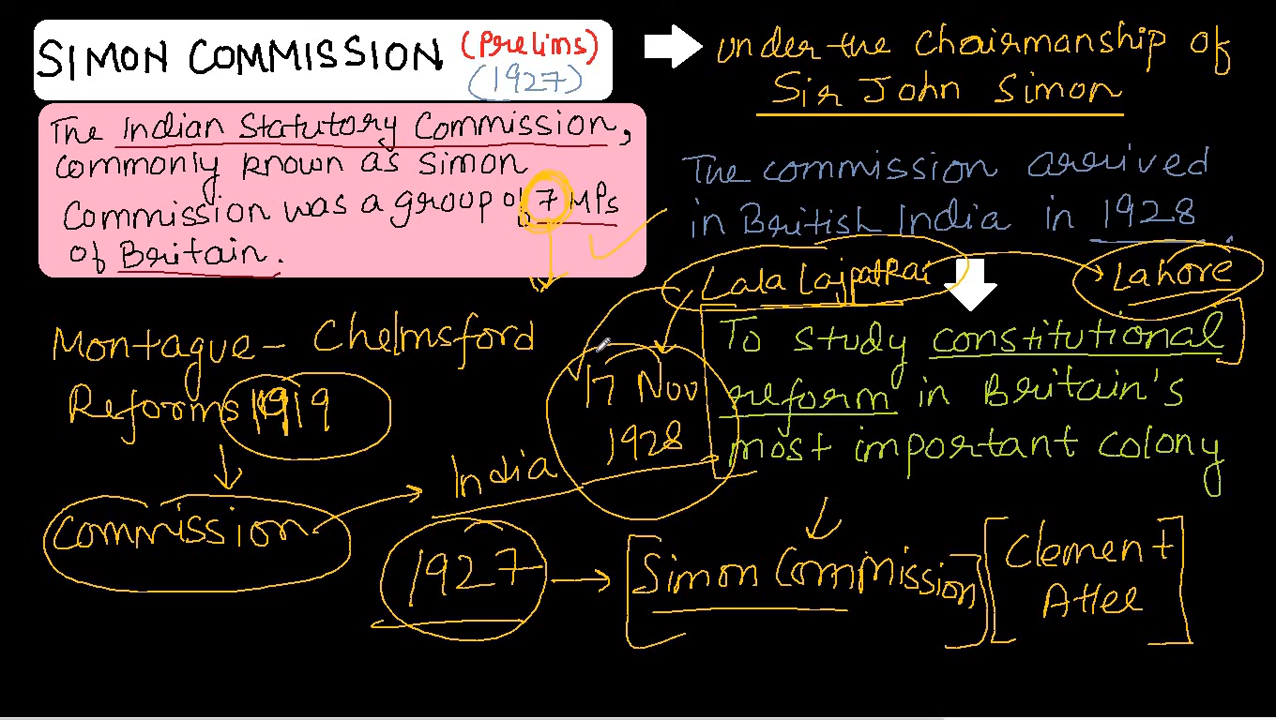 SIMON COMMISSION (Prelims)
(1927)
under the Chairmanship of
Sir John Simon
The Indian Statutory Commission,
commonly known as Simon
Commission was a group of 7 MPs
of Britain.
The commission arrived
in British India in 1928.
Lala LajpatRai
Lahore
To study constitutional
reform in Britain's
most important colony
Montague - Chelmsford
Reforms 1919
17 Nov
1928
Commission
India
1927
Simon Commission
Clement
Attlee